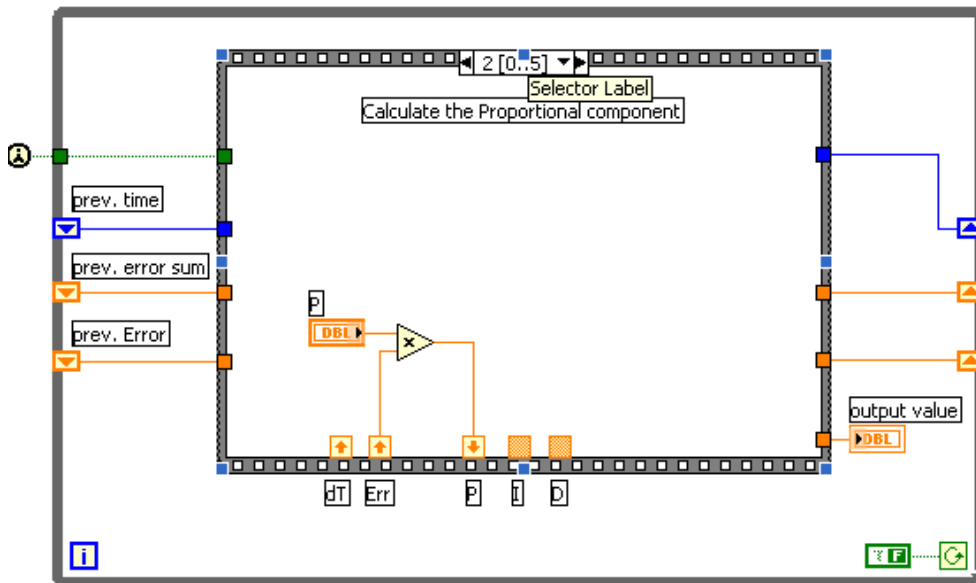 2 [0..5]
Selector Label
Calculate the Proportional component
prev. time
prev. error sum
P
DBL
x
prev. Error
output value
DBL
dT Err P I D
i
F